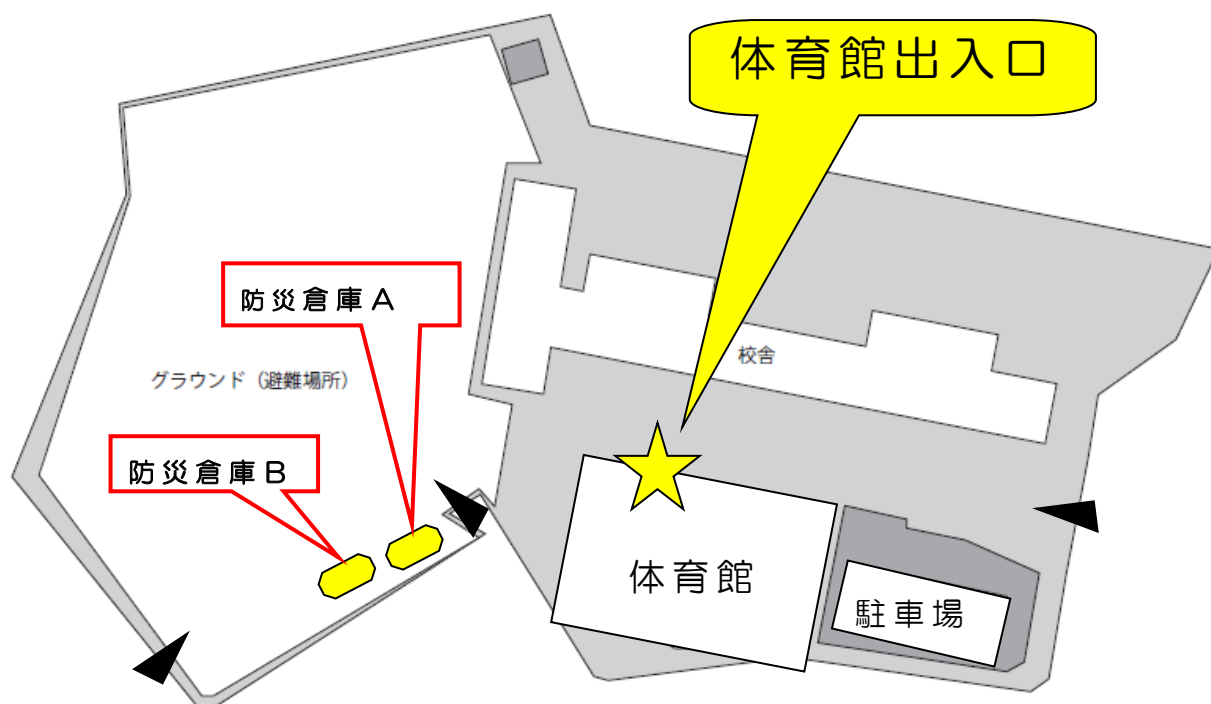 体育館出入口
防災倉庫A
校舎
グラウンド（避難場所）
防災倉庫B
体育館
駐車場